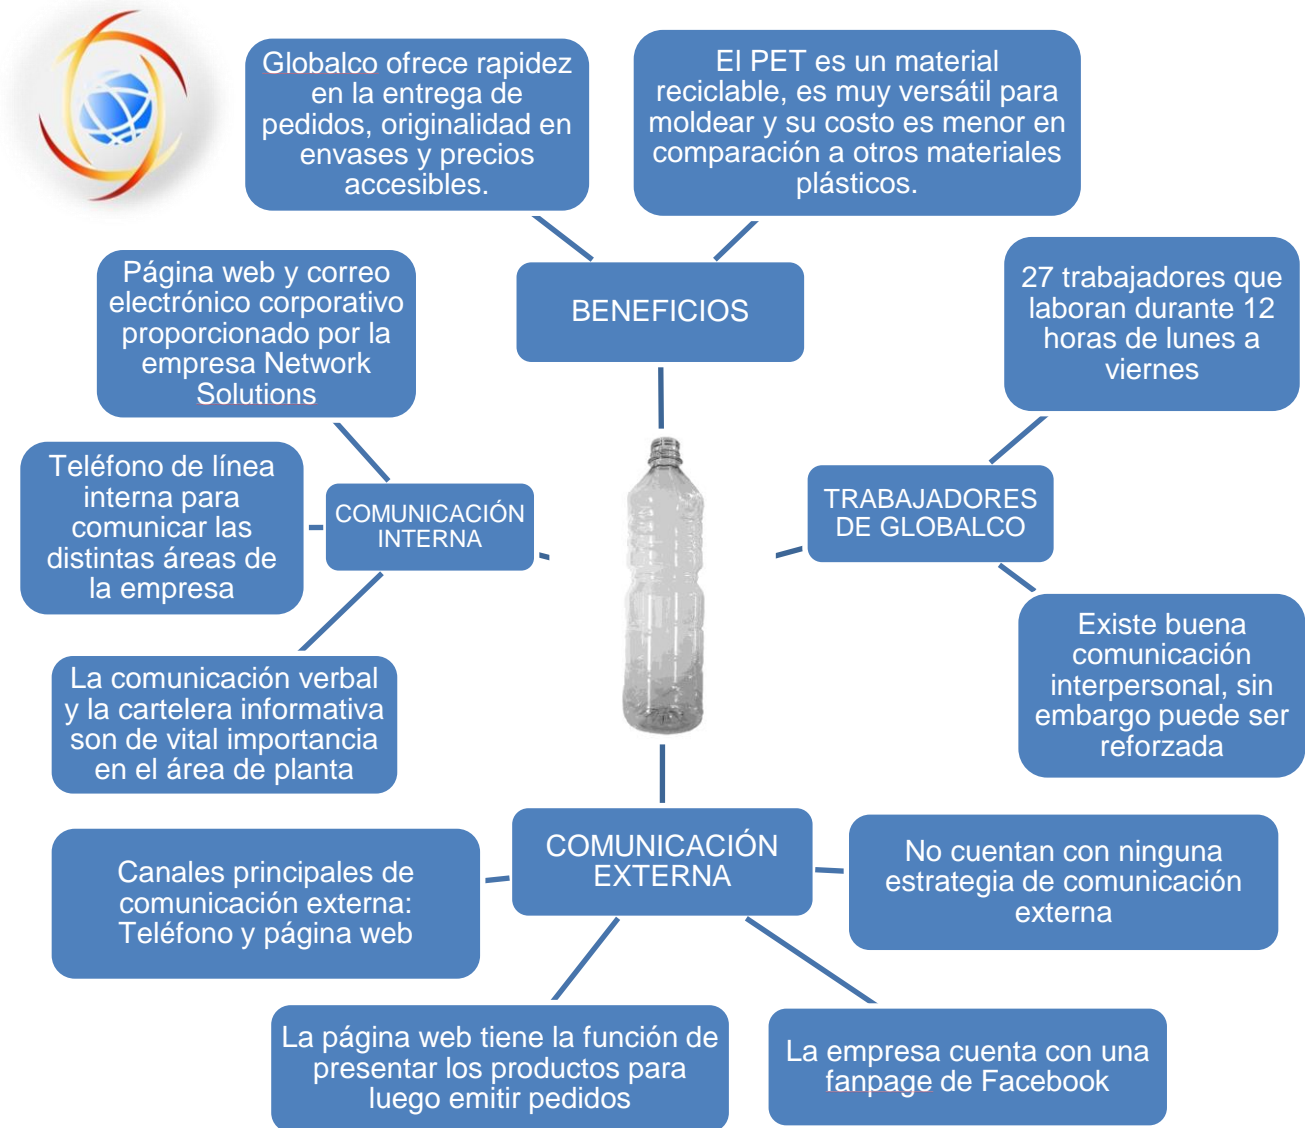 Globalco ofrece rapidez
en la entrega de
pedidos, originalidad en
envases y precios
accesibles.
El PET es un material
reciclable, es muy versátil para
moldear y su costo es menor en
comparación a otros materiales
plásticos.
BENEFICIOS
Página web y correo
electrónico corporativo
proporcionado por la
empresa Network
Solutions
Teléfono de línea
interna para
comunicar las
distintas áreas de
la empresa
COMUNICACIÓN
INTERNA
La comunicación verbal
y la cartelera informativa
son de vital importancia
en el área de planta
27 trabajadores que
laboran durante 12
horas de lunes a
viernes
TRABAJADORES
DE GLOBALCO
Existe buena
comunicación
interpersonal, sin
embargo puede ser
reforzada
COMUNICACIÓN
EXTERNA
Canales principales de
comunicación externa:
Teléfono y página web
No cuentan con ninguna
estrategia de comunicación
externa
La página web tiene la función de
presentar los productos para
luego emitir pedidos
La empresa cuenta con una
fanpage de Facebook